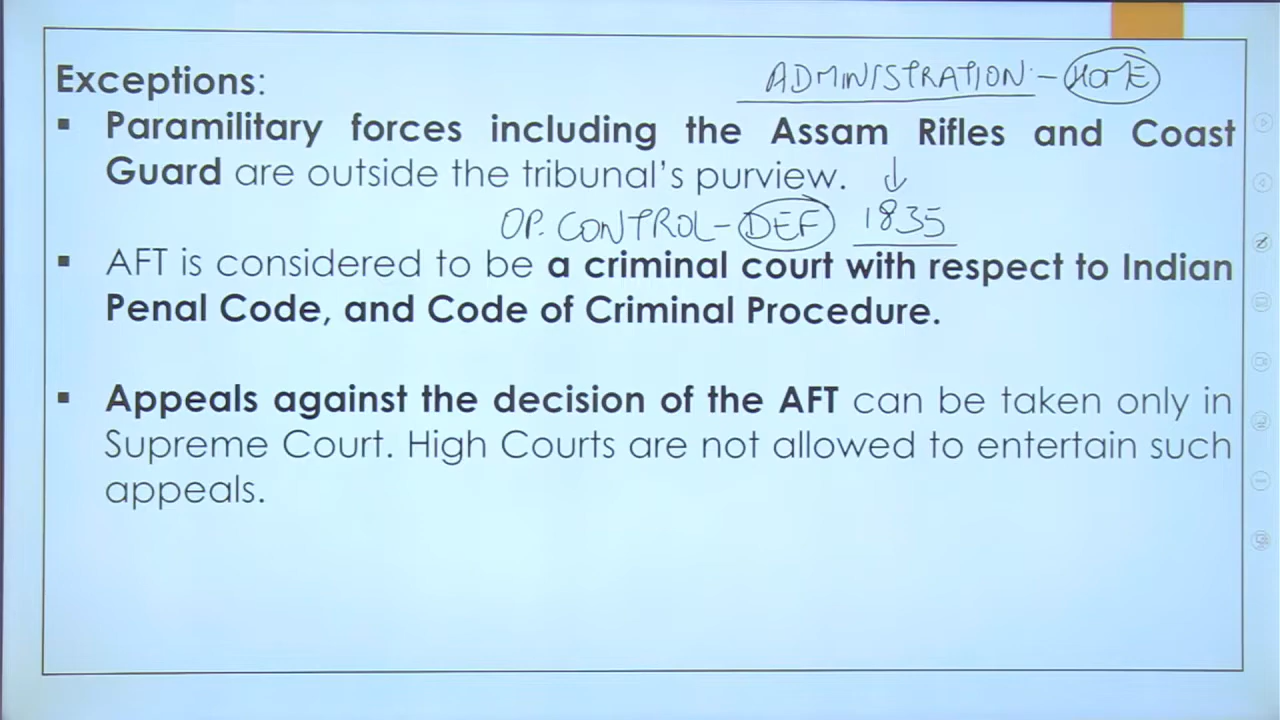 Exceptions:
ADMINISTRATION - HOME
▪ Paramilitary forces including the Assam Rifles and Coast
Guard are outside the tribunal's purview. ↓
OP. CONTROL - DEF 1835
▪ AFT is considered to be a criminal court with respect to Indian
Penal Code, and Code of Criminal Procedure.
▪ Appeals against the decision of the AFT can be taken only in
Supreme Court. High Courts are not allowed to entertain such
appeals.